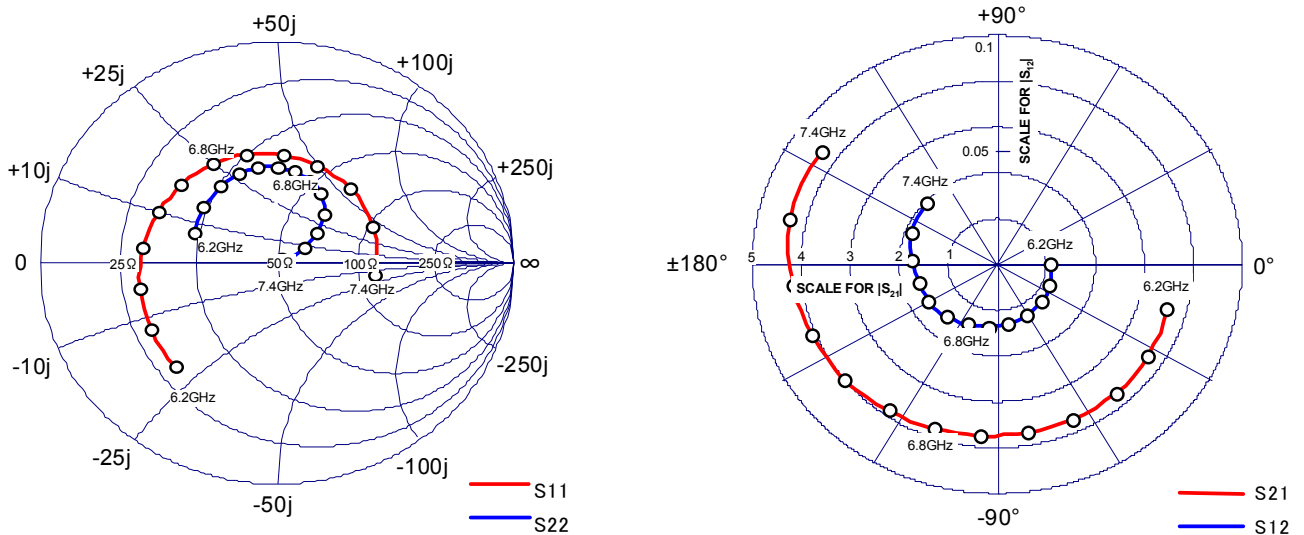 +50j
+25j
+100j
+10j
+250j
6.8GHz
6.8GHz
6.2GHz
0
25Ω
50Ω
100Ω
250Ω
∞
7.4GHz
7.4GHz
6.2GHz
-10j
-250j
-25j
-100j
-50j
S11
S22
+90°
0.1
SCALE FOR |S12|
0.05
7.4GHz
7.4GHz
6.2GHz
±180°
5
4
3
2
1
0°
SCALE FOR |S21|
6.2GHz
6.8GHz
6.8GHz
-90°
S21
S12